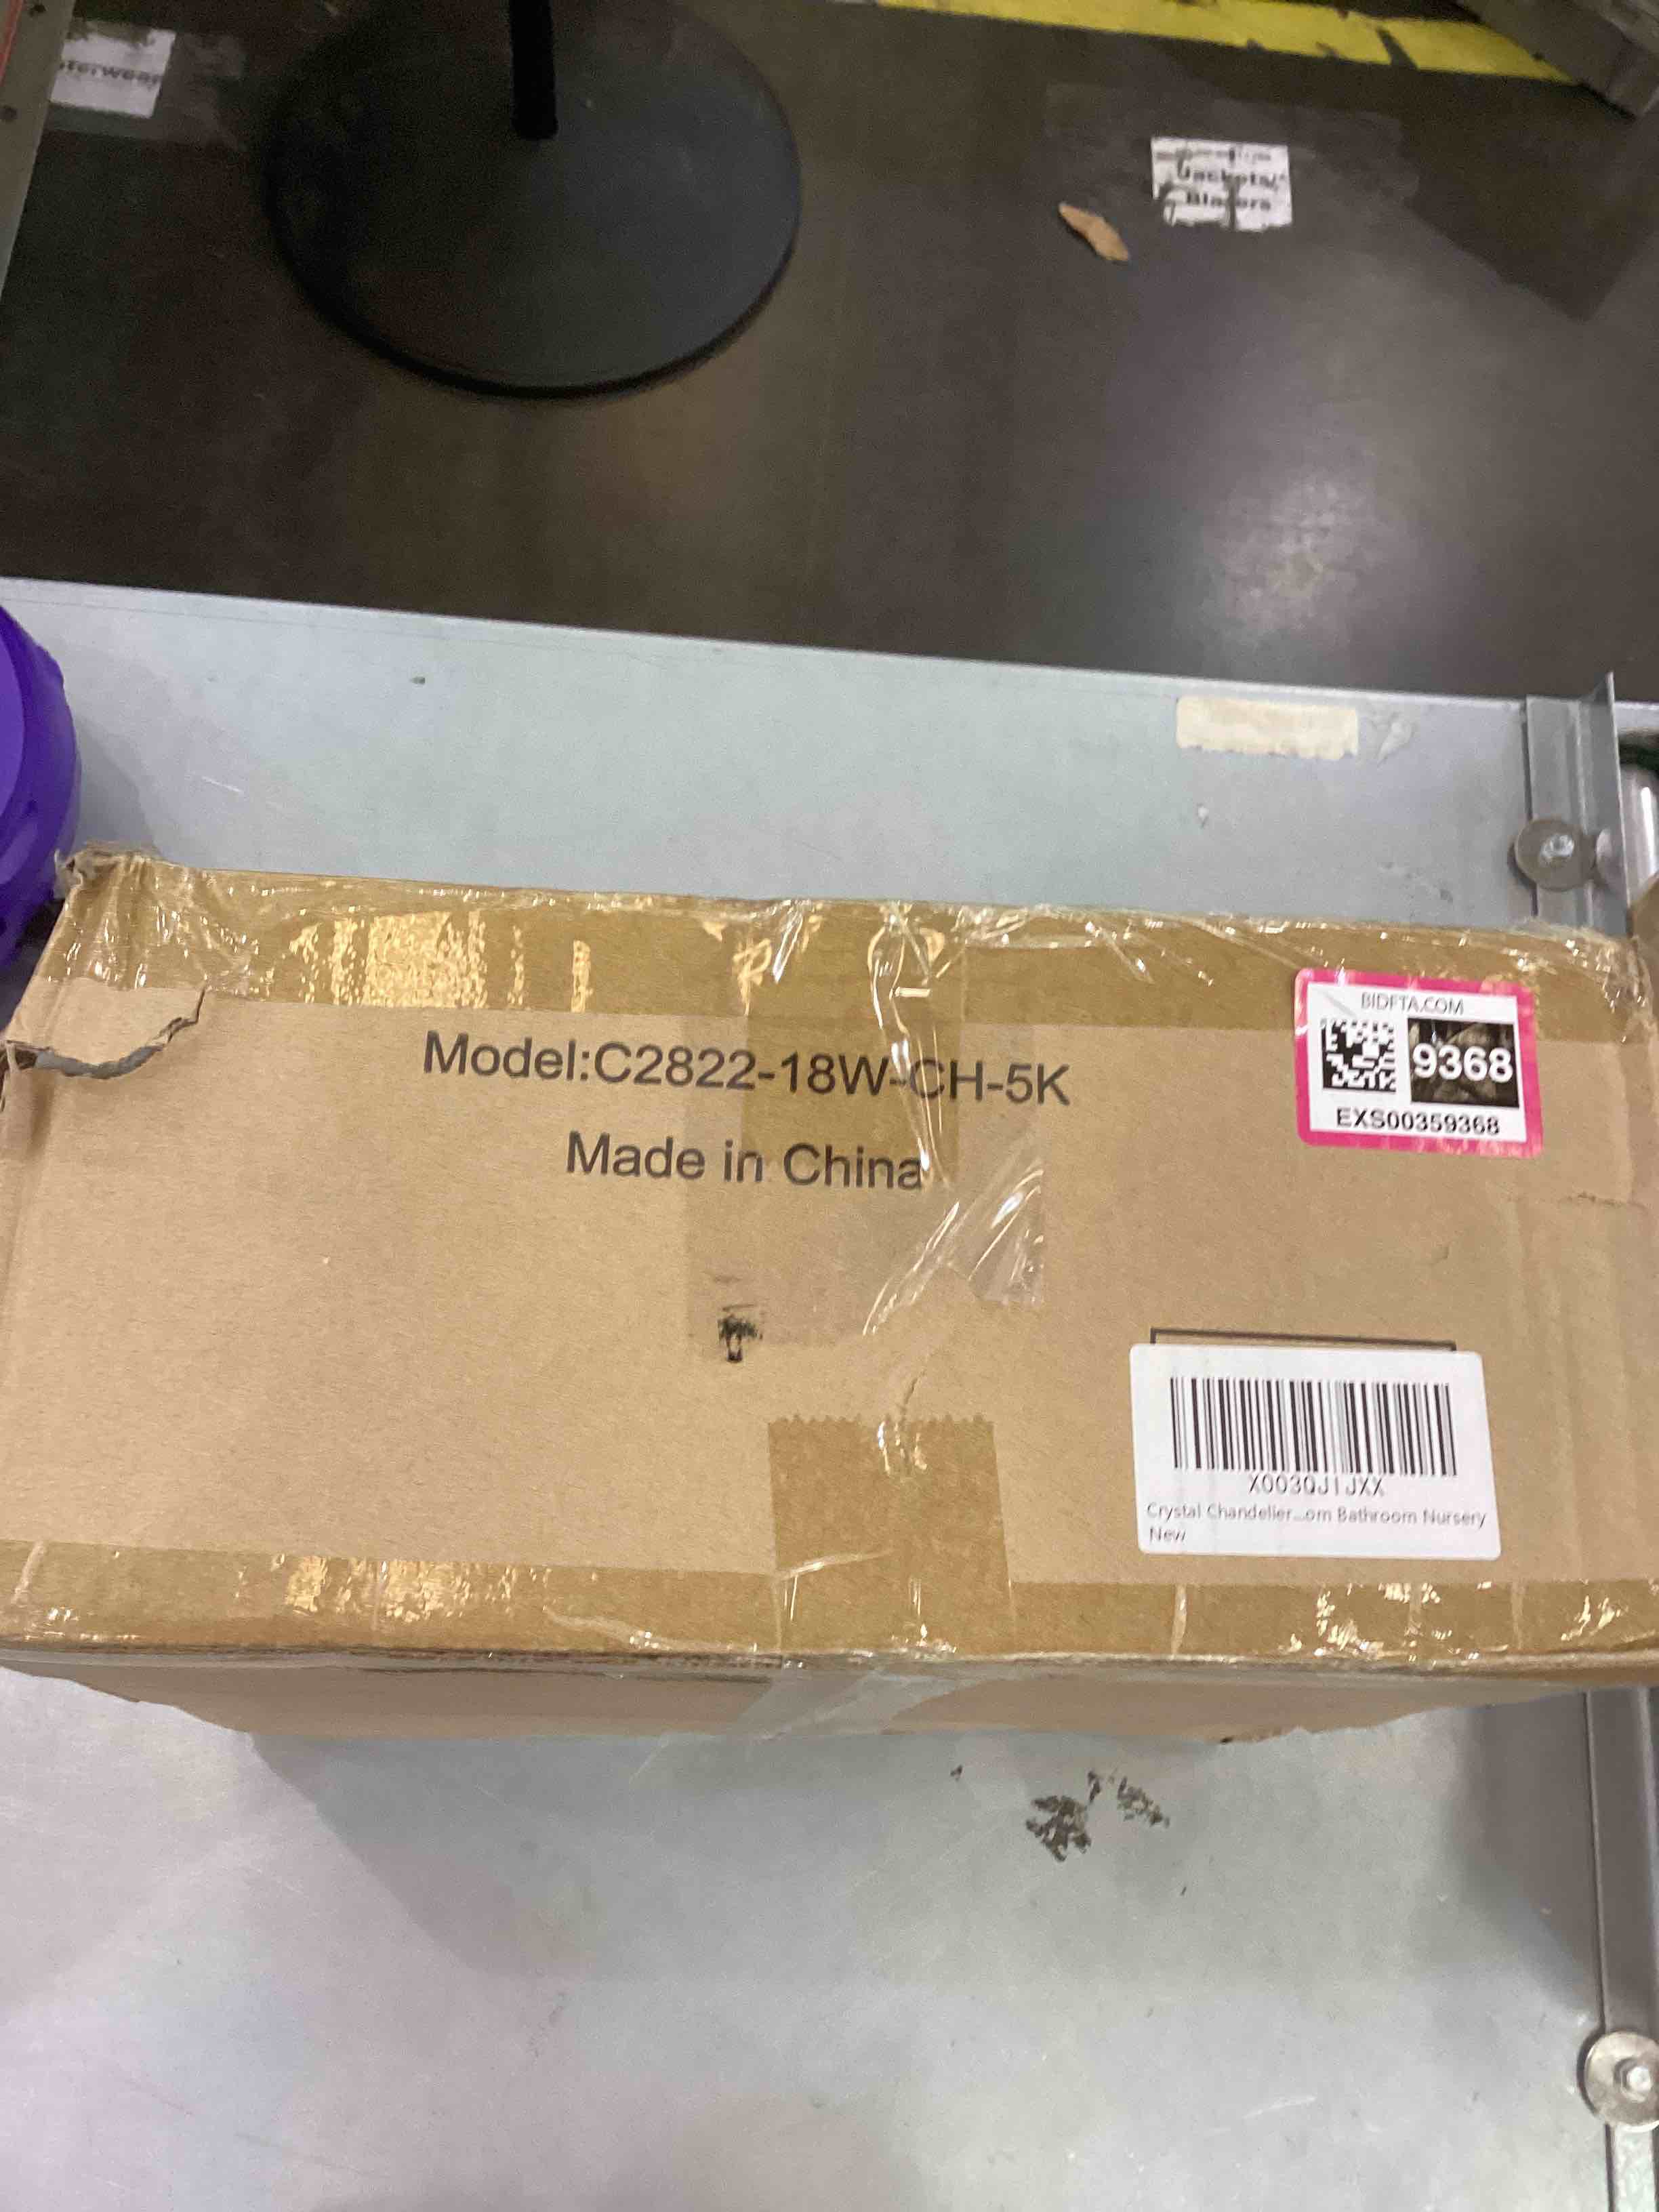 Jackets/
Blazers
Model:C2822-18W-CH-5K
Made in China
BIDFTA.COM
9368
EXS00359368
X003QJIJXX
Crystal Chandelier...om Bathroom Nursery
New